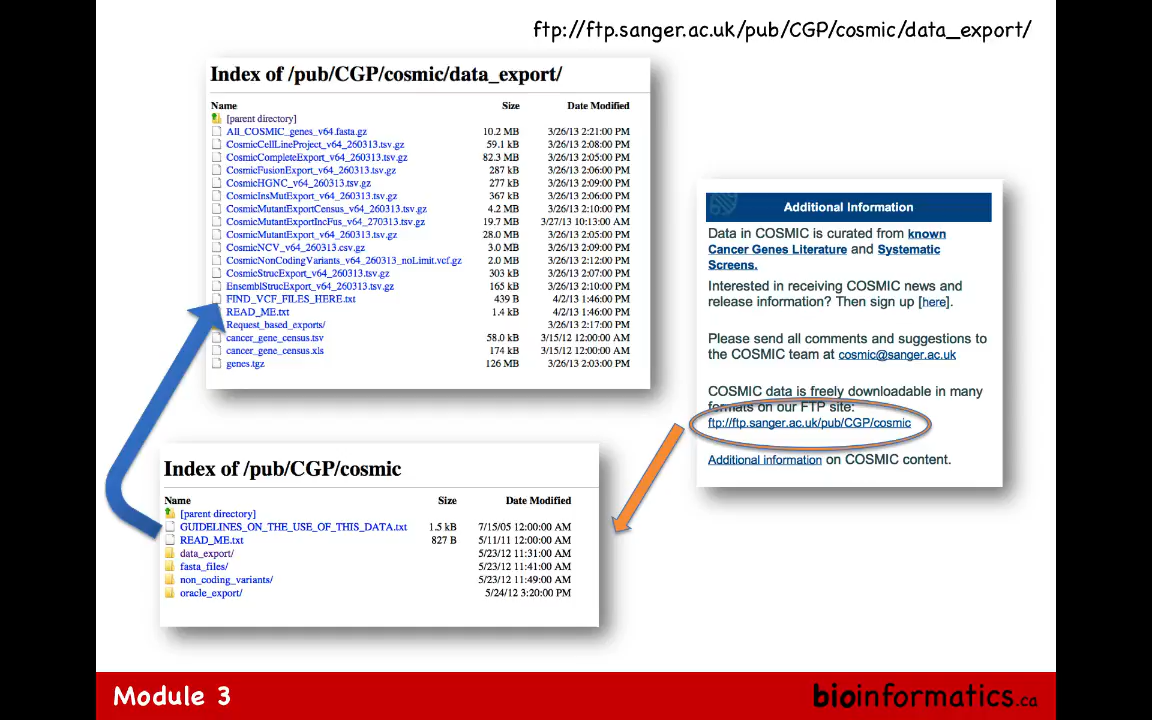 ftp://ftp.sanger.ac.uk/pub/CGP/cosmic/data_export/
Index of /pub/CGP/cosmic/data_export/
Name Size Date Modified
[parent directory]
All_COSMIC_genes_v64.fasta.gz 10.2 MB 3/26/13 2:21:00 PM
CosmicCellLineProject_v64_260313.tsv.gz 59.1 kB 3/26/13 2:08:00 PM
CosmicCompleteExport_v64_260313.tsv.gz 82.3 MB 3/26/13 2:05:00 PM
CosmicFusionExport_v64_260313.tsv.gz 287 kB 3/26/13 2:06:00 PM
CosmicHGNC_v64_260313.tsv.gz 277 kB 3/26/13 2:09:00 PM
CosmicInsMutExport_v64_260313.tsv.gz 367 kB 3/26/13 2:06:00 PM
CosmicMutantExportCensus_v64_260313.tsv.gz 4.2 MB 3/26/13 2:10:00 PM
CosmicMutantExportIncFus_v64_270313.tsv.gz 19.7 MB 3/27/13 10:13:00 AM
CosmicMutantExport_v64_260313.tsv.gz 28.0 MB 3/26/13 2:05:00 PM
CosmicNCV_v64_260313.csv.gz 3.0 MB 3/26/13 2:09:00 PM
CosmicNonCodingVariants_v64_260313_noLimit.vcf.gz 2.0 MB 3/26/13 2:12:00 PM
CosmicStrucExport_v64_260313.tsv.gz 303 kB 3/26/13 2:07:00 PM
EnsemblStrucExport_v64_260313.tsv.gz 165 kB 3/26/13 2:10:00 PM
FIND_VCF_FILES_HERE.txt 439 B 4/2/13 1:46:00 PM
READ_ME.txt 1.4 kB 4/2/13 1:46:00 PM
Request_based_exports/ 3/26/13 2:17:00 PM
cancer_gene_census.tsv 58.0 kB 3/15/12 12:00:00 AM
cancer_gene_census.xls 174 kB 3/15/12 12:00:00 AM
genes.tgz 126 MB 3/26/13 2:03:00 PM
Additional Information
Data in COSMIC is curated from known
Cancer Genes Literature and Systematic
Screens.
Interested in receiving COSMIC news and
release information? Then sign up [here].
Please send all comments and suggestions to
the COSMIC team at cosmic@sanger.ac.uk
COSMIC data is freely downloadable in many
formats on our FTP site:
ftp://ftp.sanger.ac.uk/pub/CGP/cosmic
Additional information on COSMIC content.
Index of /pub/CGP/cosmic
Name Size Date Modified
[parent directory]
GUIDELINES_ON_THE_USE_OF_THIS_DATA.txt 1.5 kB 7/15/05 12:00:00 AM
READ_ME.txt 827 B 5/11/11 12:00:00 AM
data_export/ 5/23/12 11:31:00 AM
fasta_files/ 5/23/12 11:41:00 AM
non_coding_variants/ 5/23/12 11:49:00 AM
oracle_export/ 5/24/12 3:20:00 PM
Module 3
bioinformatics.ca